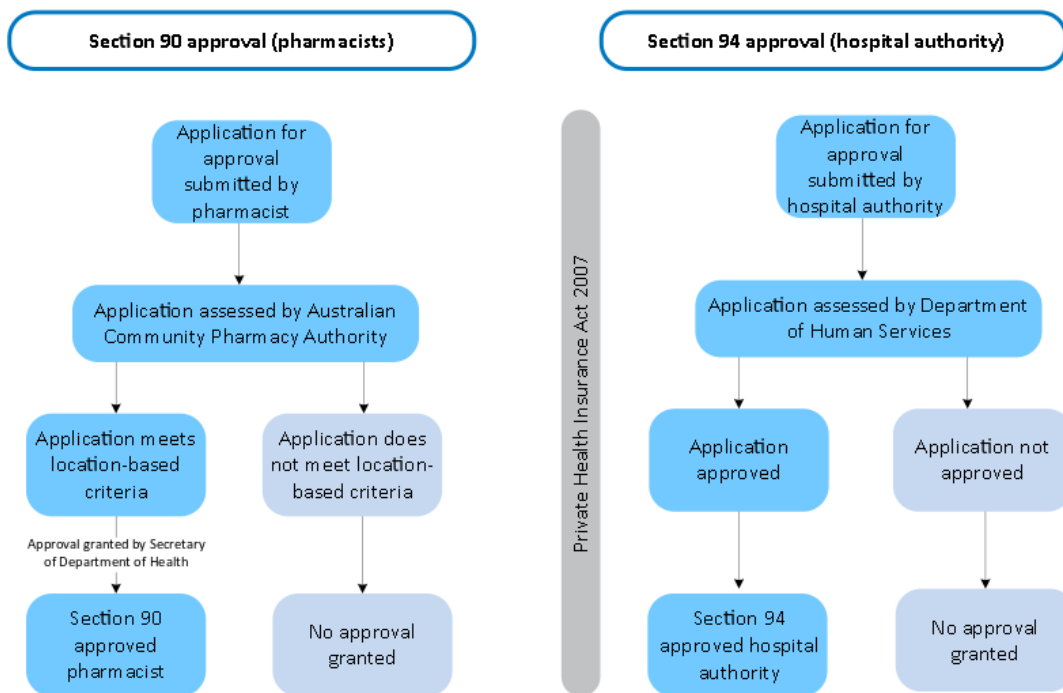 Section 90 approval (pharmacists)
Application for
approval
submitted by
pharmacist
Application assessed by Australian
Community Pharmacy Authority
Application meets
location-based
criteria
Application does
not meet location-
based criteria
Approval granted by Secretary
of Department of Health
Section 90
approved
pharmacist
No approval
granted
Private Health Insurance Act 2007
Section 94 approval (hospital authority)
Application for
approval
submitted by
hospital authority
Application assessed by Department
of Human Services
Application
approved
Application not
approved
Section 94
approved hospital
authority
No approval
granted